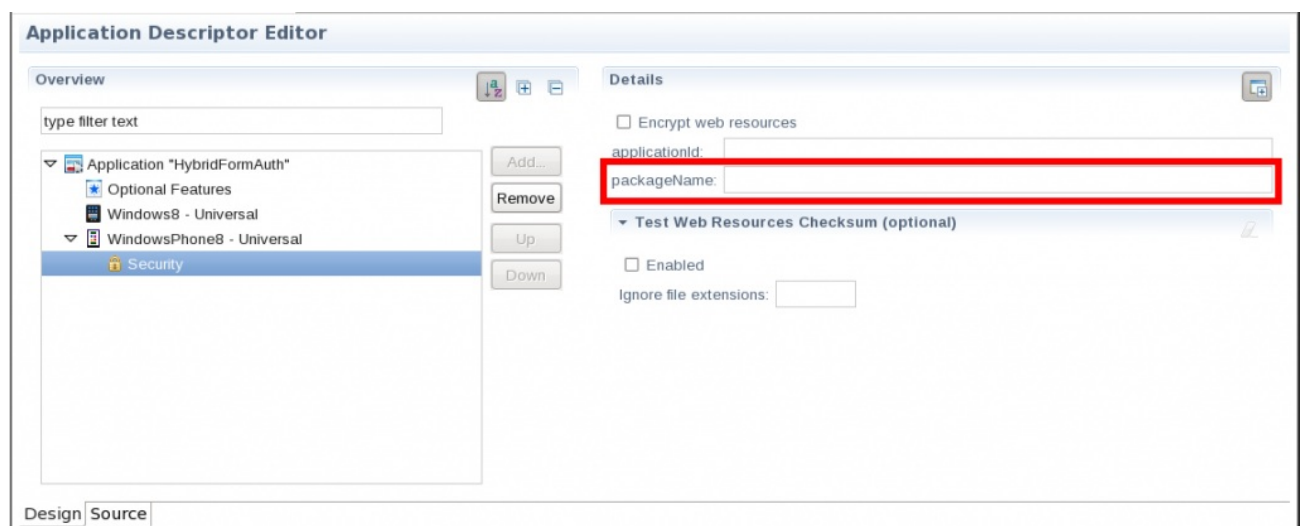 Application Descriptor Editor
Overview
type filter text
Application "HybridFormAuth"
Optional Features
Windows8 - Universal
WindowsPhone8 - Universal
Security
Add...
Remove
Up
Down
Details
Encrypt web resources
applicationId:
packageName:
Test Web Resources Checksum (optional)
Enabled
Ignore file extensions:
Design Source